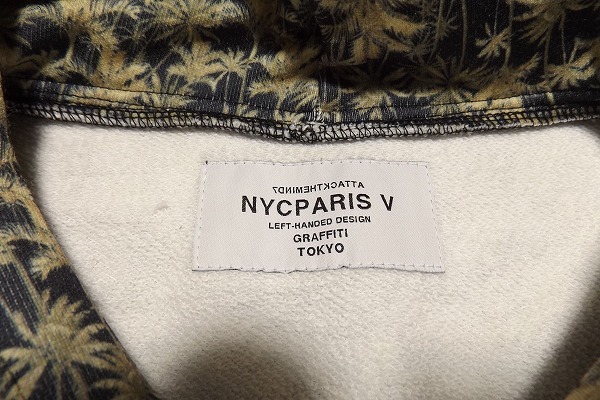 ATTACKTHEMIND7
NYCPARIS V
LEFT-HANDED DESIGN
GRAFFITI
TOKYO